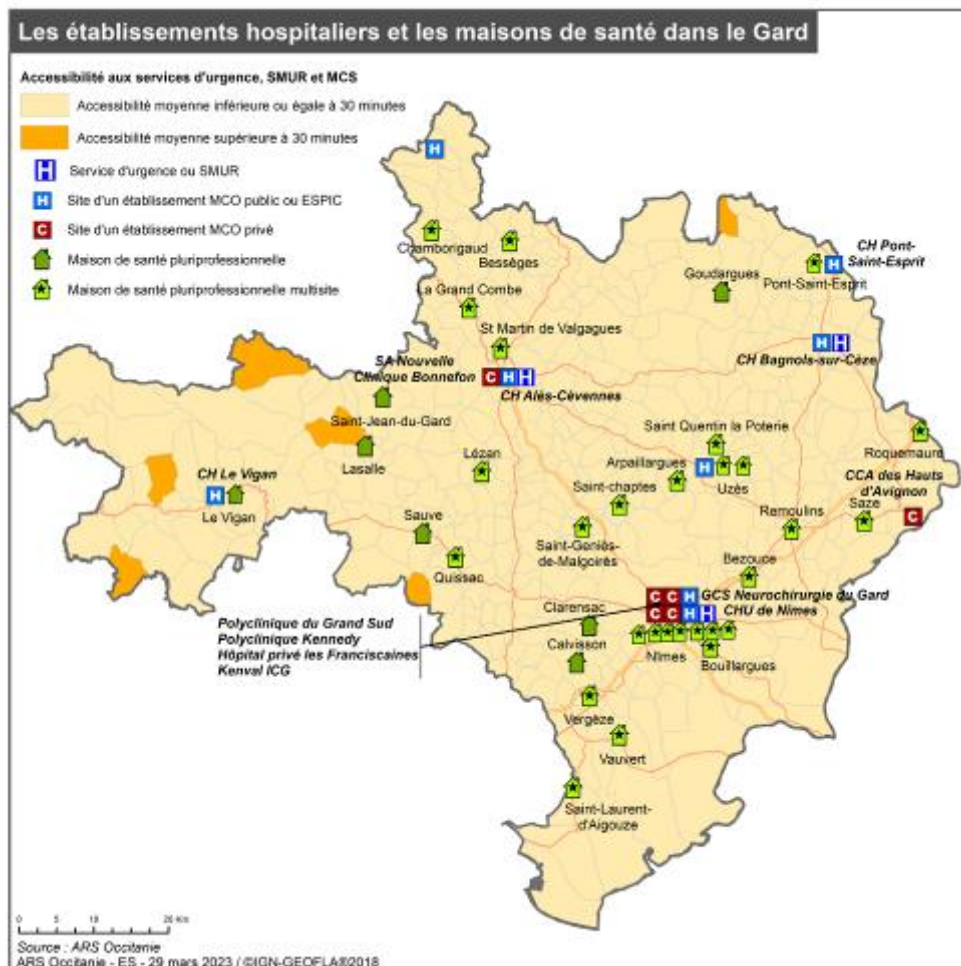 Les établissements hospitaliers et les maisons de santé dans le Gard
Accessibilité aux services d'urgence, SMUR et MCS
Accessibilité moyenne inférieure ou égale à 30 minutes
Accessibilité moyenne supérieure à 30 minutes
H Service d'urgence ou SMUR
H Site d'un établissement MCO public ou ESPIC
C Site d'un établissement MCO privé
Maison de santé pluriprofessionnelle
Maison de santé pluriprofessionnelle multisite
H
Chamborigaud
Bessèges
CH Pont-
Saint-Esprit
H
Goudargues
Pont-Saint-Esprit
La Grand Combe
St Martin de Valgagues
H H
CH Bagnols-sur-Cèze
SA Nouvelle
Clinique Bonnefon
C H H
CH Alès-Cévennes
Saint-Jean-du-Gard
Lasalle
Saint Quentin la Poterie
Roquemaure
Lézan
Arpaillargues
H
Uzès
CCA des Hauts
d'Avignon
CH Le Vigan
H
Le Vigan
Saint-chaptes
Saze
C
Sauve
Remoulins
Quissac
Saint-Geniès-
de-Malgoirès
Bezouce
C C H
GCS Neurochirurgie du Gard
C C H H
CHU de Nîmes
Clarensac
Polyclinique du Grand Sud
Polyclinique Kennedy
Hôpital privé les Franciscaines
Kenval ICG
Calvisson
Nîmes
Bouillargues
Vergèze
Vauvert
Saint-Laurent-
d'Aigouze
0 5 10 20 Km
Source : ARS Occitanie
ARS Occitanie - ES - 29 mars 2023 / ©IGN-GEOFLA®2018